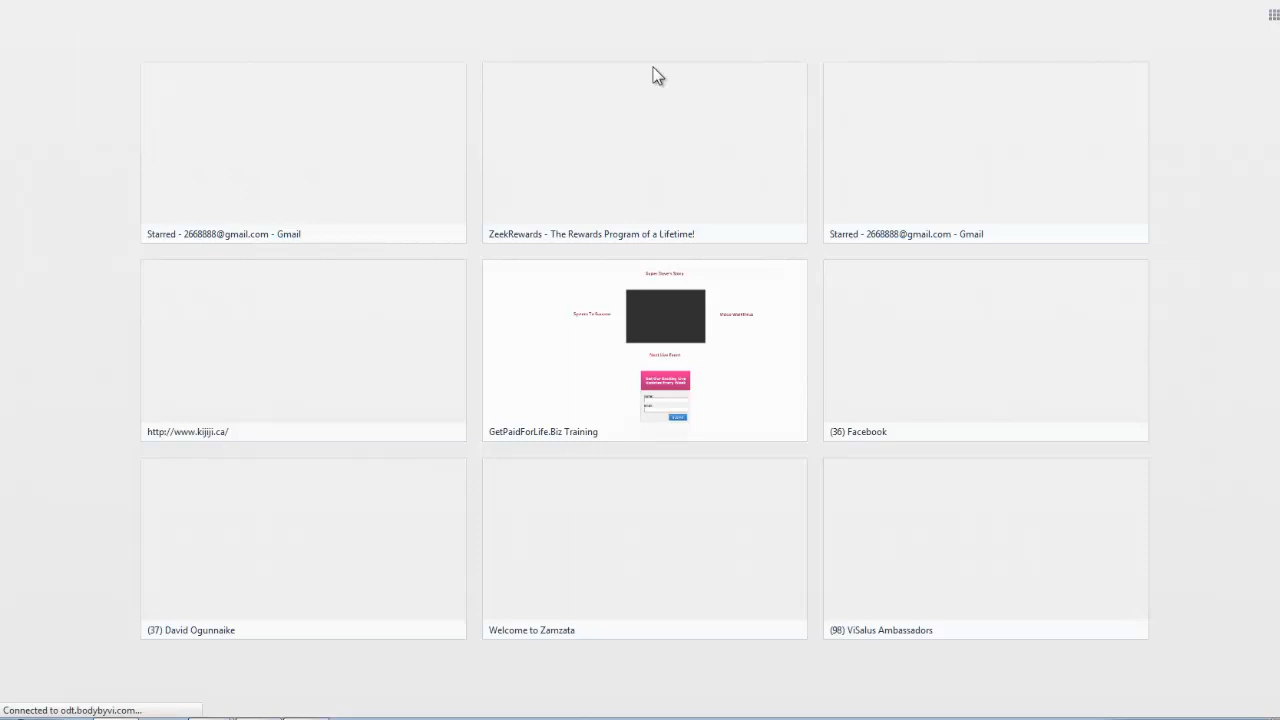 Starred - 2668888@gmail.com - Gmail
ZeekRewards - The Rewards Program of a Lifetime!
Starred - 2668888@gmail.com - Gmail
http://www.kijiji.ca/
GetPaidForLife.Biz Training
(36) Facebook
(37) David Ogunnaike
Welcome to Zamzata
(98) ViSalus Ambassadors
Connected to odt.bodybyvi.com...